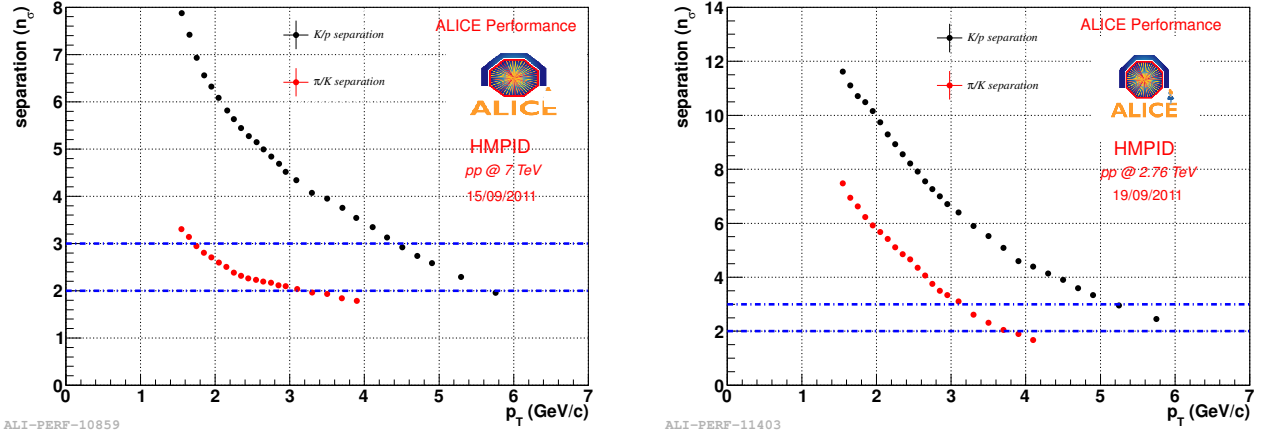 separation (nσ)
8
7
6
5
4
3
2
1
0
K/p separation
π/K separation
ALICE Performance
ALICE
HMPID
pp @ 7 TeV
15/09/2011
0 1 2 3 4 5 6 7
pT (GeV/c)
ALI-PERF-10859
separation (nσ)
14
12
10
8
6
4
2
0
K/p separation
π/K separation
ALICE Performance
ALICE
HMPID
pp @ 2.76 TeV
19/09/2011
0 1 2 3 4 5 6 7
pT (GeV/c)
ALI-PERF-11403